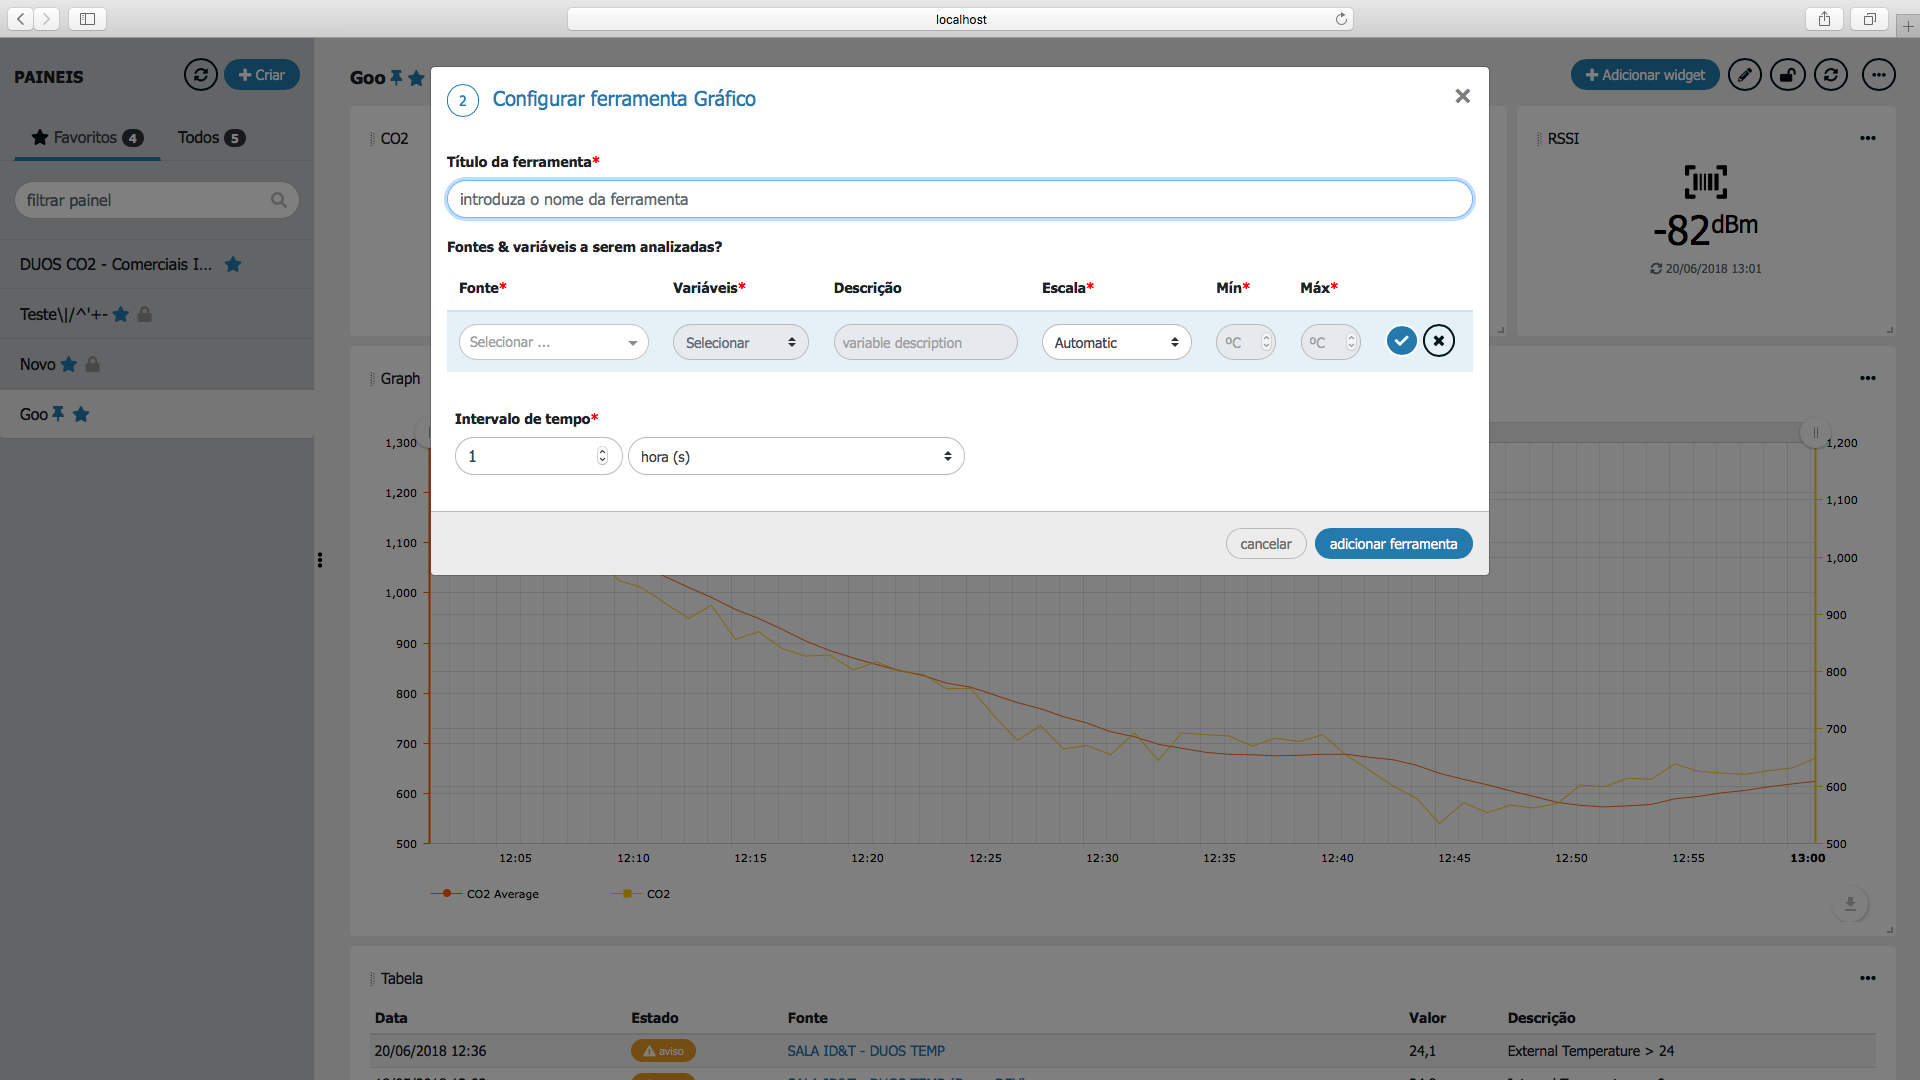 localhost
PAINEIS
Criar
Favoritos 4
Todos 5
filtrar painel
DUOS CO2 - Comerciais I...
Teste\|/^'+-
Novo
Goo
Goo
Adicionar widget
CO2
RSSI
-82 dBm
20/06/2018 13:01
2 Configurar ferramenta Gráfico
Título da ferramenta*
introduza o nome da ferramenta
Fontes & variáveis a serem analizadas?
Fonte* Variáveis* Descrição Escala* Mín* Máx*
Selecionar ... Selecionar variable description Automatic ºC ºC
Intervalo de tempo*
1 hora (s)
cancelar adicionar ferramenta
Graph
1,300
1,200
1,100
1,000
900
800
700
600
500
1,200
1,100
1,000
900
800
700
600
500
12:05 12:10 12:15 12:20 12:25 12:30 12:35 12:40 12:45 12:50 12:55 13:00
CO2 Average CO2
Tabela
Data Estado Fonte Valor Descrição
20/06/2018 12:36 aviso SALA ID&T - DUOS TEMP 24,1 External Temperature > 24